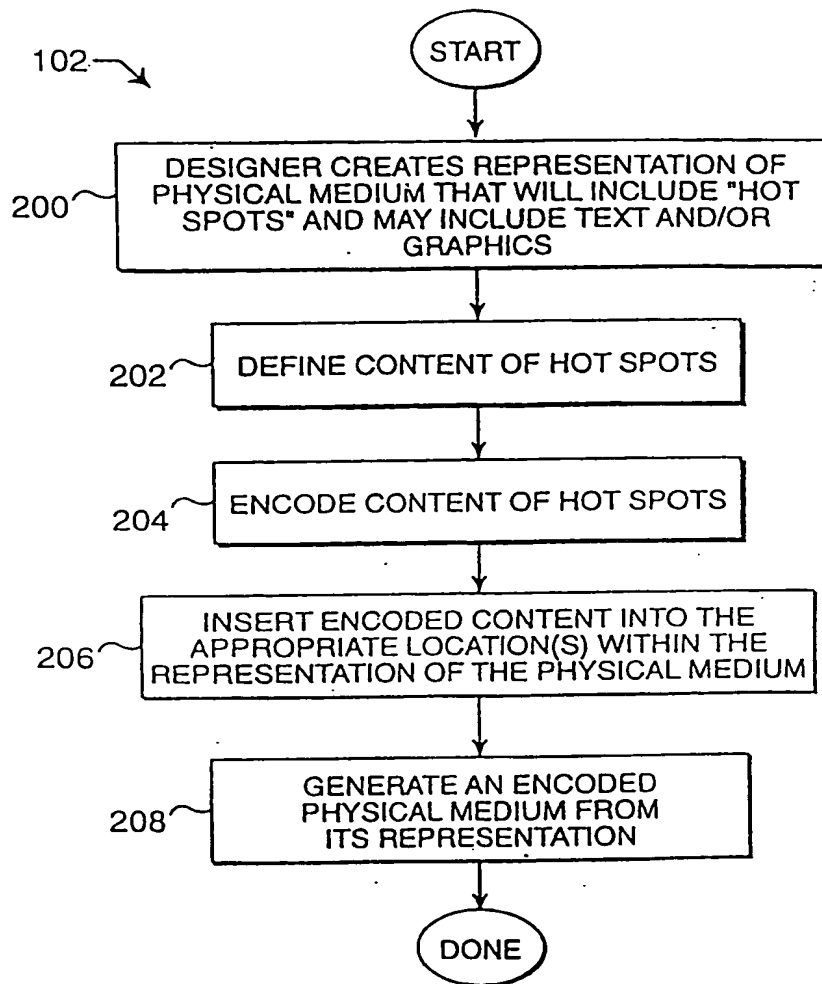 START
102
DESIGNER CREATES REPRESENTATION OF
PHYSICAL MEDIUM THAT WILL INCLUDE "HOT
SPOTS" AND MAY INCLUDE TEXT AND/OR
GRAPHICS
200
DEFINE CONTENT OF HOT SPOTS
202
ENCODE CONTENT OF HOT SPOTS
204
INSERT ENCODED CONTENT INTO THE
APPROPRIATE LOCATION(S) WITHIN THE
REPRESENTATION OF THE PHYSICAL MEDIUM
206
GENERATE AN ENCODED
PHYSICAL MEDIUM FROM
ITS REPRESENTATION
208
DONE